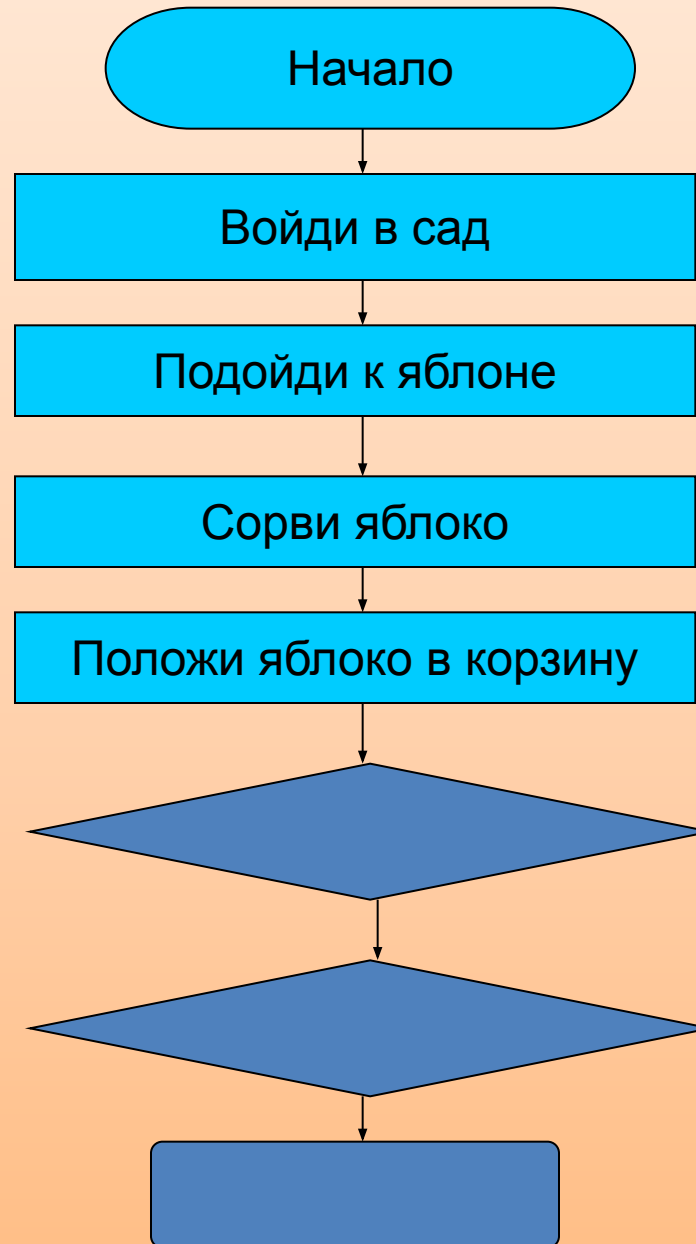 Начало
Войди в сад
Подойди к яблоне
Сорви яблоко
Положи яблоко в корзину